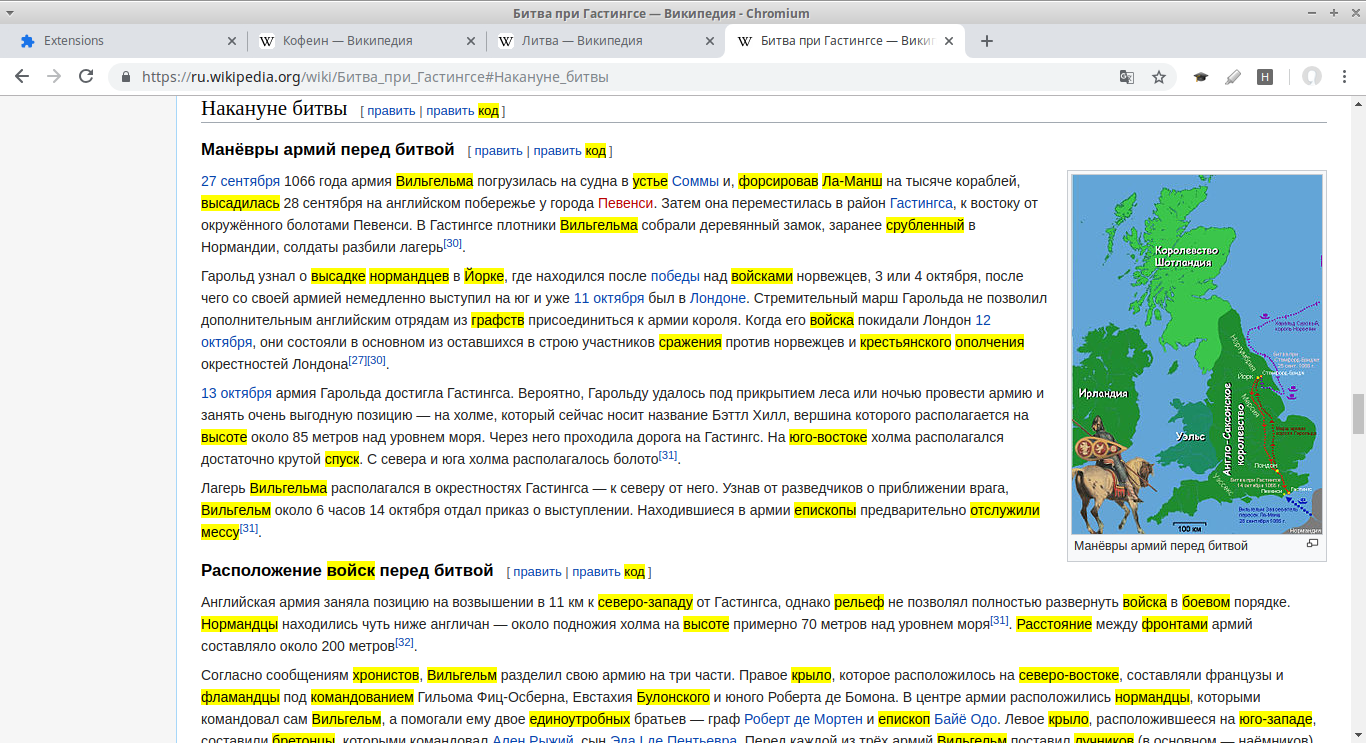 Битва при Гастингсе — Википедия - Chromium
Extensions
Кофеин — Википедия
Литва — Википедия
Битва при Гастингсе — Вики
https://ru.wikipedia.org/wiki/Битва_при_Гастингсе#Накануне_битвы
Накануне битвы [ править | править код ]
Манёвры армий перед битвой [ править | править код ]
27 сентября 1066 года армия Вильгельма погрузилась на судна в устье Соммы и, форсировав Ла-Манш на тысяче кораблей,
высадилась 28 сентября на английском побережье у города Певенси. Затем она переместилась в район Гастингса, к востоку от
окружённого болотами Певенси. В Гастингсе плотники Вильгельма собрали деревянный замок, заранее срубленный в
Нормандии, солдаты разбили лагерь[30].
Гарольд узнал о высадке нормандцев в Йорке, где находился после победы над войсками норвежцев, 3 или 4 октября, после
чего со своей армией немедленно выступил на юг и уже 11 октября был в Лондоне. Стремительный марш Гарольда не позволил
дополнительным английским отрядам из графств присоединиться к армии короля. Когда его войска покидали Лондон 12
октября, они состояли в основном из оставшихся в строю участников сражения против норвежцев и крестьянского ополчения
окрестностей Лондона[27][30].
13 октября армия Гарольда достигла Гастингса. Вероятно, Гарольду удалось под прикрытием леса или ночью провести армию и
занять очень выгодную позицию — на холме, который сейчас носит название Бэттл Хилл, вершина которого располагается на
высоте около 85 метров над уровнем моря. Через него проходила дорога на Гастингс. На юго-востоке холма располагался
достаточно крутой спуск. С севера и юга холма располагалось болото[31].
Лагерь Вильгельма располагался в окрестностях Гастингса — к северу от него. Узнав от разведчиков о приближении врага,
Вильгельм около 6 часов 14 октября отдал приказ о выступлении. Находившиеся в армии епископы предварительно отслужили
мессу[31].
Королевство
Шотландия
Нортумбрия
Йорк
Ирландия
Мерсия
Уэльс
Англо-Саксонское
королевство
Лондон
Уэссекс
Певенси
Нормандия
100 км
Манёвры армий перед битвой
Расположение войск перед битвой [ править | править код ]
Английская армия заняла позицию на возвышении в 11 км к северо-западу от Гастингса, однако рельеф не позволял полностью развернуть войска в боевом порядке.
Нормандцы находились чуть ниже англичан — около подножия холма на высоте примерно 70 метров над уровнем моря[31]. Расстояние между фронтами армий
составляло около 200 метров[32].
Согласно сообщениям хронистов, Вильгельм разделил свою армию на три части. Правое крыло, которое расположилось на северо-востоке, составляли французы и
фламандцы под командованием Гильома Фиц-Осберна, Евстахия Булонского и юного Роберта де Бомона. В центре армии расположились нормандцы, которыми
командовал сам Вильгельм, а помогали ему двое единоутробных братьев — граф Роберт де Мортен и епископ Байё Одо. Левое крыло, расположившееся на юго-западе,
составили бретонцы, которыми командовал Ален Рыжий, сын Эда I де Пентьевра. Перед каждой из трёх армий Вильгельм поставил лучников (в основном — наёмников)